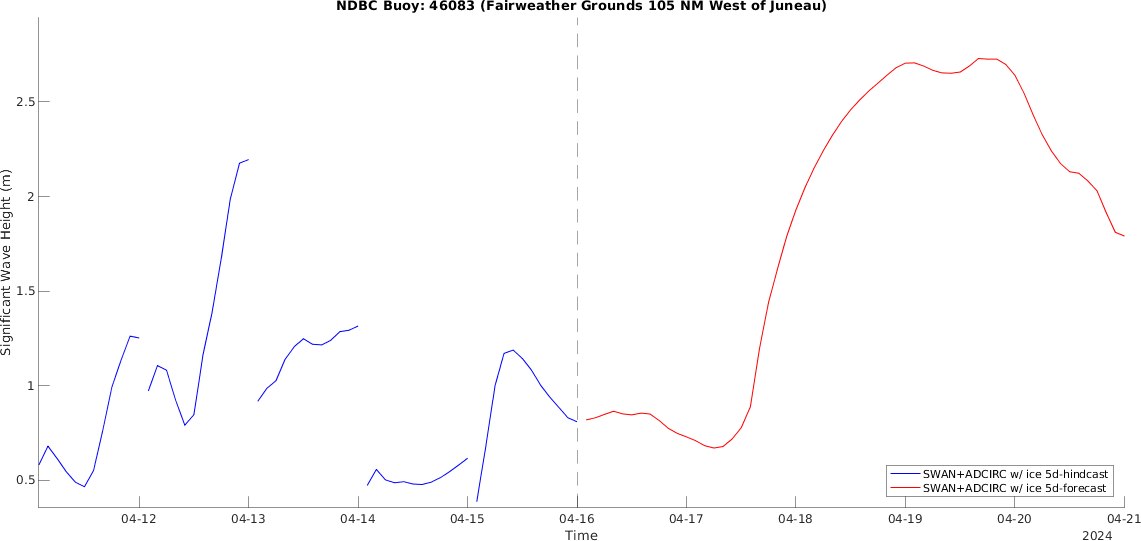 NDBC Buoy: 46083 (Fairweather Grounds 105 NM West of Juneau)
Significant Wave Height (m)
2.5
2
1.5
1
0.5
SWAN+ADCIRC w/ ice 5d-hindcast
SWAN+ADCIRC w/ ice 5d-forecast
04-12 04-13 04-14 04-15 04-16 04-17 04-18 04-19 04-20 04-21
Time
2024